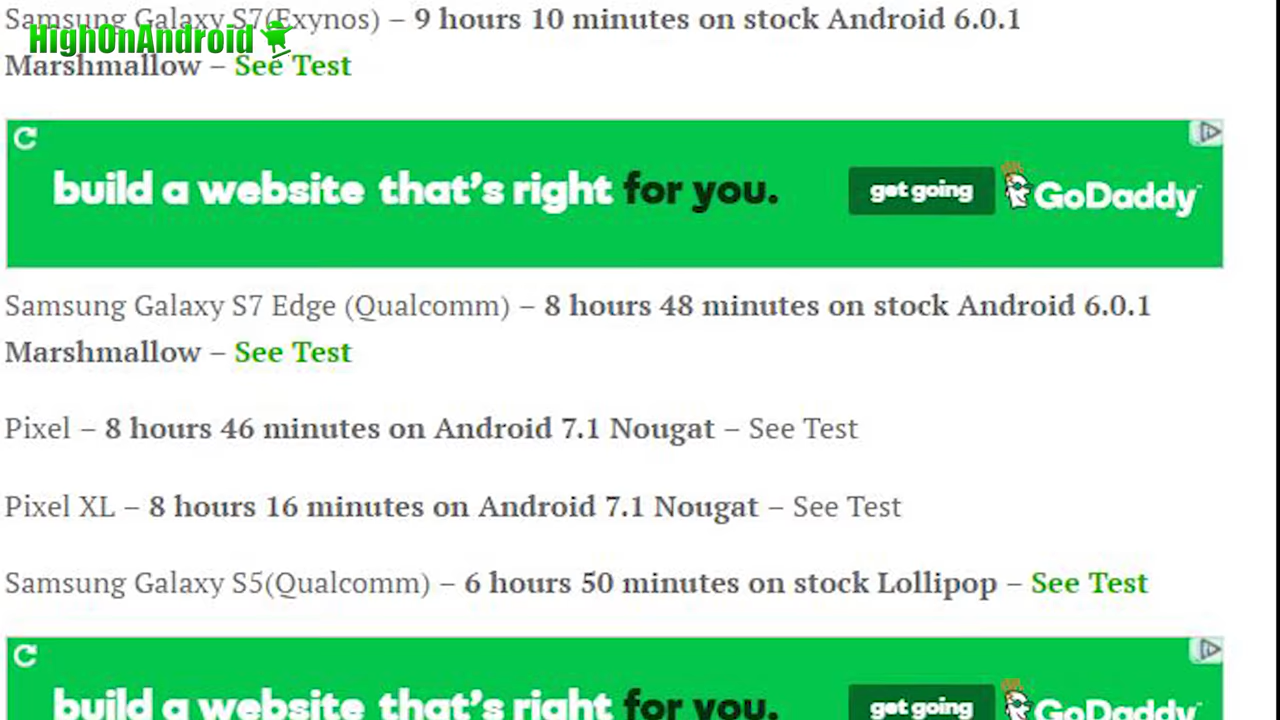 Samsung Galaxy S7(Exynos) – 9 hours 10 minutes on stock Android 6.0.1
HighOnAndroid
Marshmallow – See Test
build a website that's right for you.
get going
GoDaddy™
Samsung Galaxy S7 Edge (Qualcomm) – 8 hours 48 minutes on stock Android 6.0.1
Marshmallow – See Test
Pixel – 8 hours 46 minutes on Android 7.1 Nougat – See Test
Pixel XL – 8 hours 16 minutes on Android 7.1 Nougat – See Test
Samsung Galaxy S5(Qualcomm) – 6 hours 50 minutes on stock Lollipop – See Test
build a website that's right for you.
get going
GoDaddy™